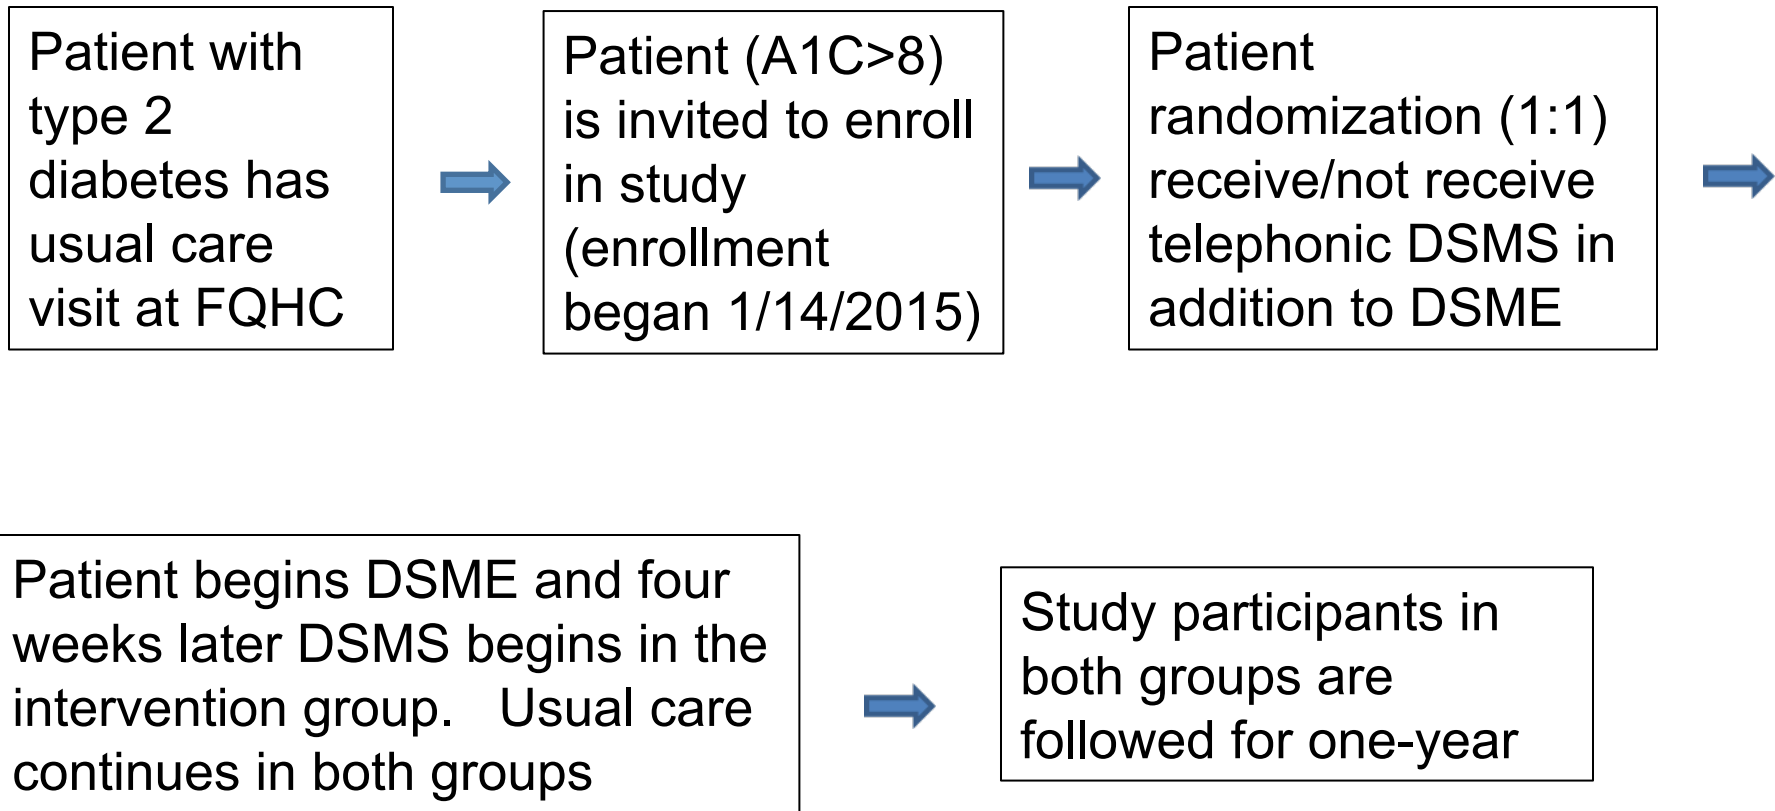 Patient with
type 2
diabetes has
usual care
visit at FQHC
Patient (A1C>8)
is invited to enroll
in study
(enrollment
began 1/14/2015)
Patient
randomization (1:1)
receive/not receive
telephonic DSMS in
addition to DSME
Patient begins DSME and four
weeks later DSMS begins in the
intervention group.   Usual care
continues in both groups
Study participants in
both groups are
followed for one-year